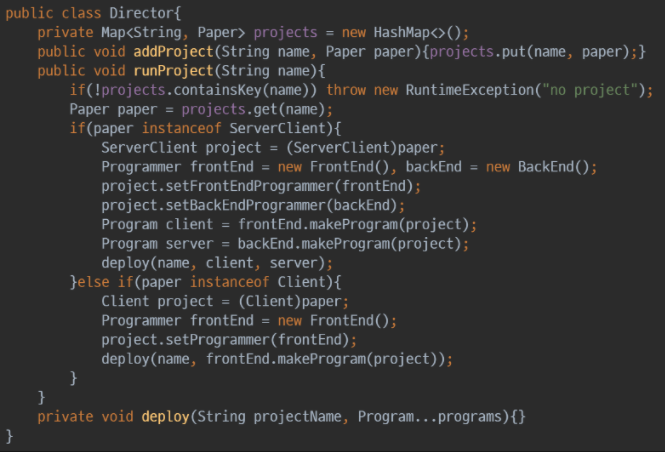 public class Director{
    private Map<String, Paper> projects = new HashMap<>();
    public void addProject(String name, Paper paper){projects.put(name, paper);}
    public void runProject(String name){
        if(!projects.containsKey(name)) throw new RuntimeException("no project");
        Paper paper = projects.get(name);
        if(paper instanceof ServerClient){
            ServerClient project = (ServerClient)paper;
            Programmer frontEnd = new FrontEnd(), backEnd = new BackEnd();
            project.setFrontEndProgrammer(frontEnd);
            project.setBackEndProgrammer(backEnd);
            Program client = frontEnd.makeProgram(project);
            Program server = backEnd.makeProgram(project);
            deploy(name, client, server);
        }else if(paper instanceof Client){
            Client project = (Client)paper;
            Programmer frontEnd = new FrontEnd();
            project.setProgrammer(frontEnd);
            deploy(name, frontEnd.makeProgram(project));
        }
    }
    private void deploy(String projectName, Program...programs){}
}